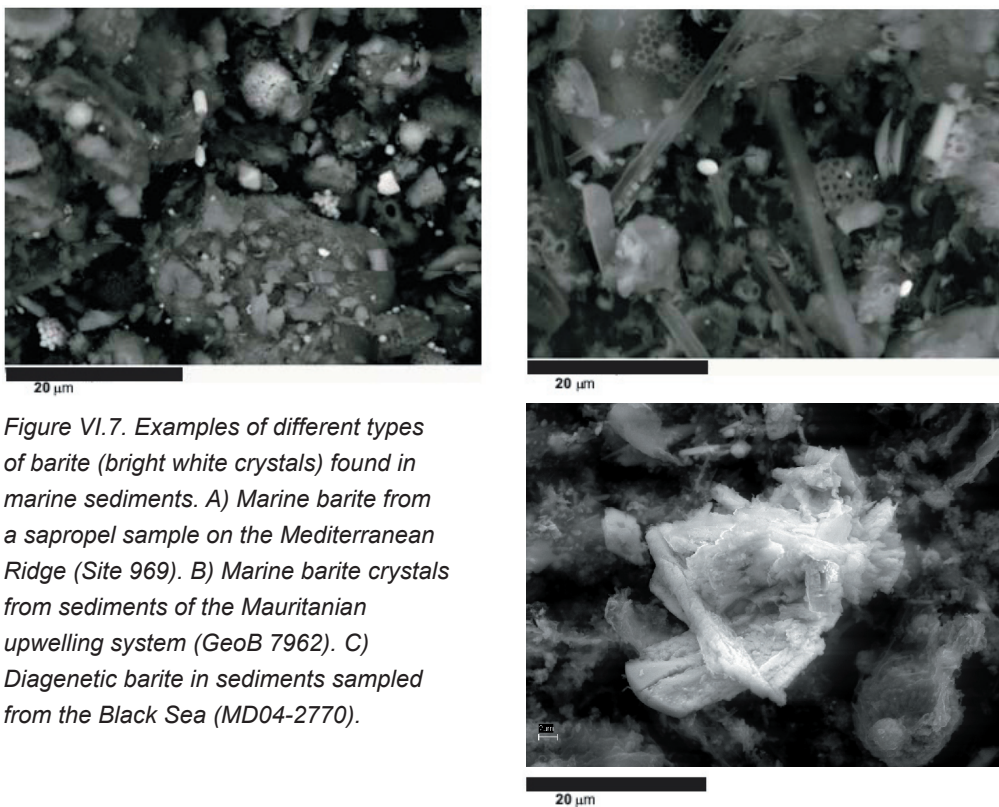 20 μm
20 μm
Figure VI.7. Examples of different types
of barite (bright white crystals) found in
marine sediments. A) Marine barite from
a sapropel sample on the Mediterranean
Ridge (Site 969). B) Marine barite crystals
from sediments of the Mauritanian
upwelling system (GeoB 7962). C)
Diagenetic barite in sediments sampled
from the Black Sea (MD04-2770).
20 μm